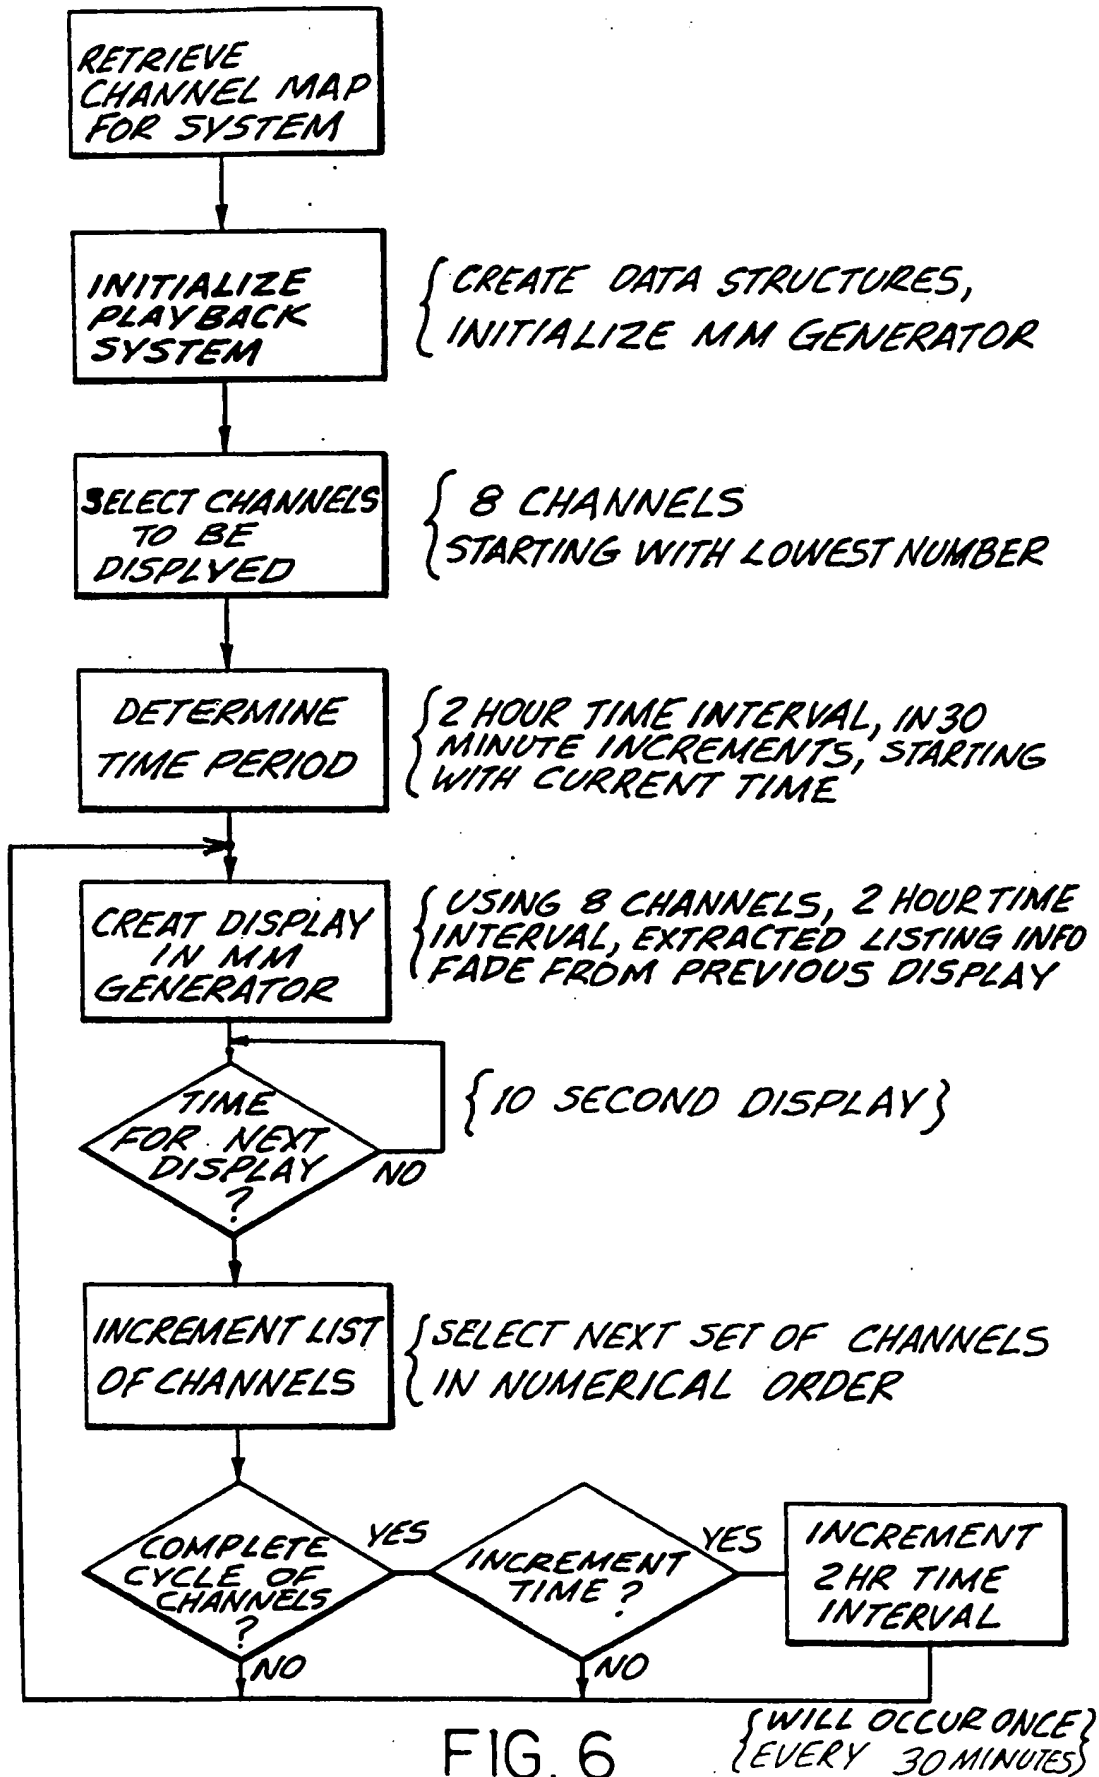 RETRIEVE
CHANNEL MAP
FOR SYSTEM
INITIALIZE
PLAYBACK
SYSTEM
{ CREATE DATA STRUCTURES,
INITIALIZE MM GENERATOR
SELECT CHANNELS
TO BE
DISPLYED
{ 8 CHANNELS
STARTING WITH LOWEST NUMBER
DETERMINE
TIME PERIOD
{ 2 HOUR TIME INTERVAL, IN 30
MINUTE INCREMENTS, STARTING
WITH CURRENT TIME
CREAT DISPLAY
IN MM
GENERATOR
{ USING 8 CHANNELS, 2 HOUR TIME
INTERVAL, EXTRACTED LISTING INFO
FADE FROM PREVIOUS DISPLAY
TIME
FOR NEXT
DISPLAY
?
NO
{ 10 SECOND DISPLAY }
INCREMENT LIST
OF CHANNELS
{ SELECT NEXT SET OF CHANNELS
IN NUMERICAL ORDER
COMPLETE
CYCLE OF
CHANNELS
?
YES
NO
INCREMENT
TIME ?
YES
NO
INCREMENT
2 HR TIME
INTERVAL
{ WILL OCCUR ONCE
EVERY 30 MINUTES }
FIG. 6